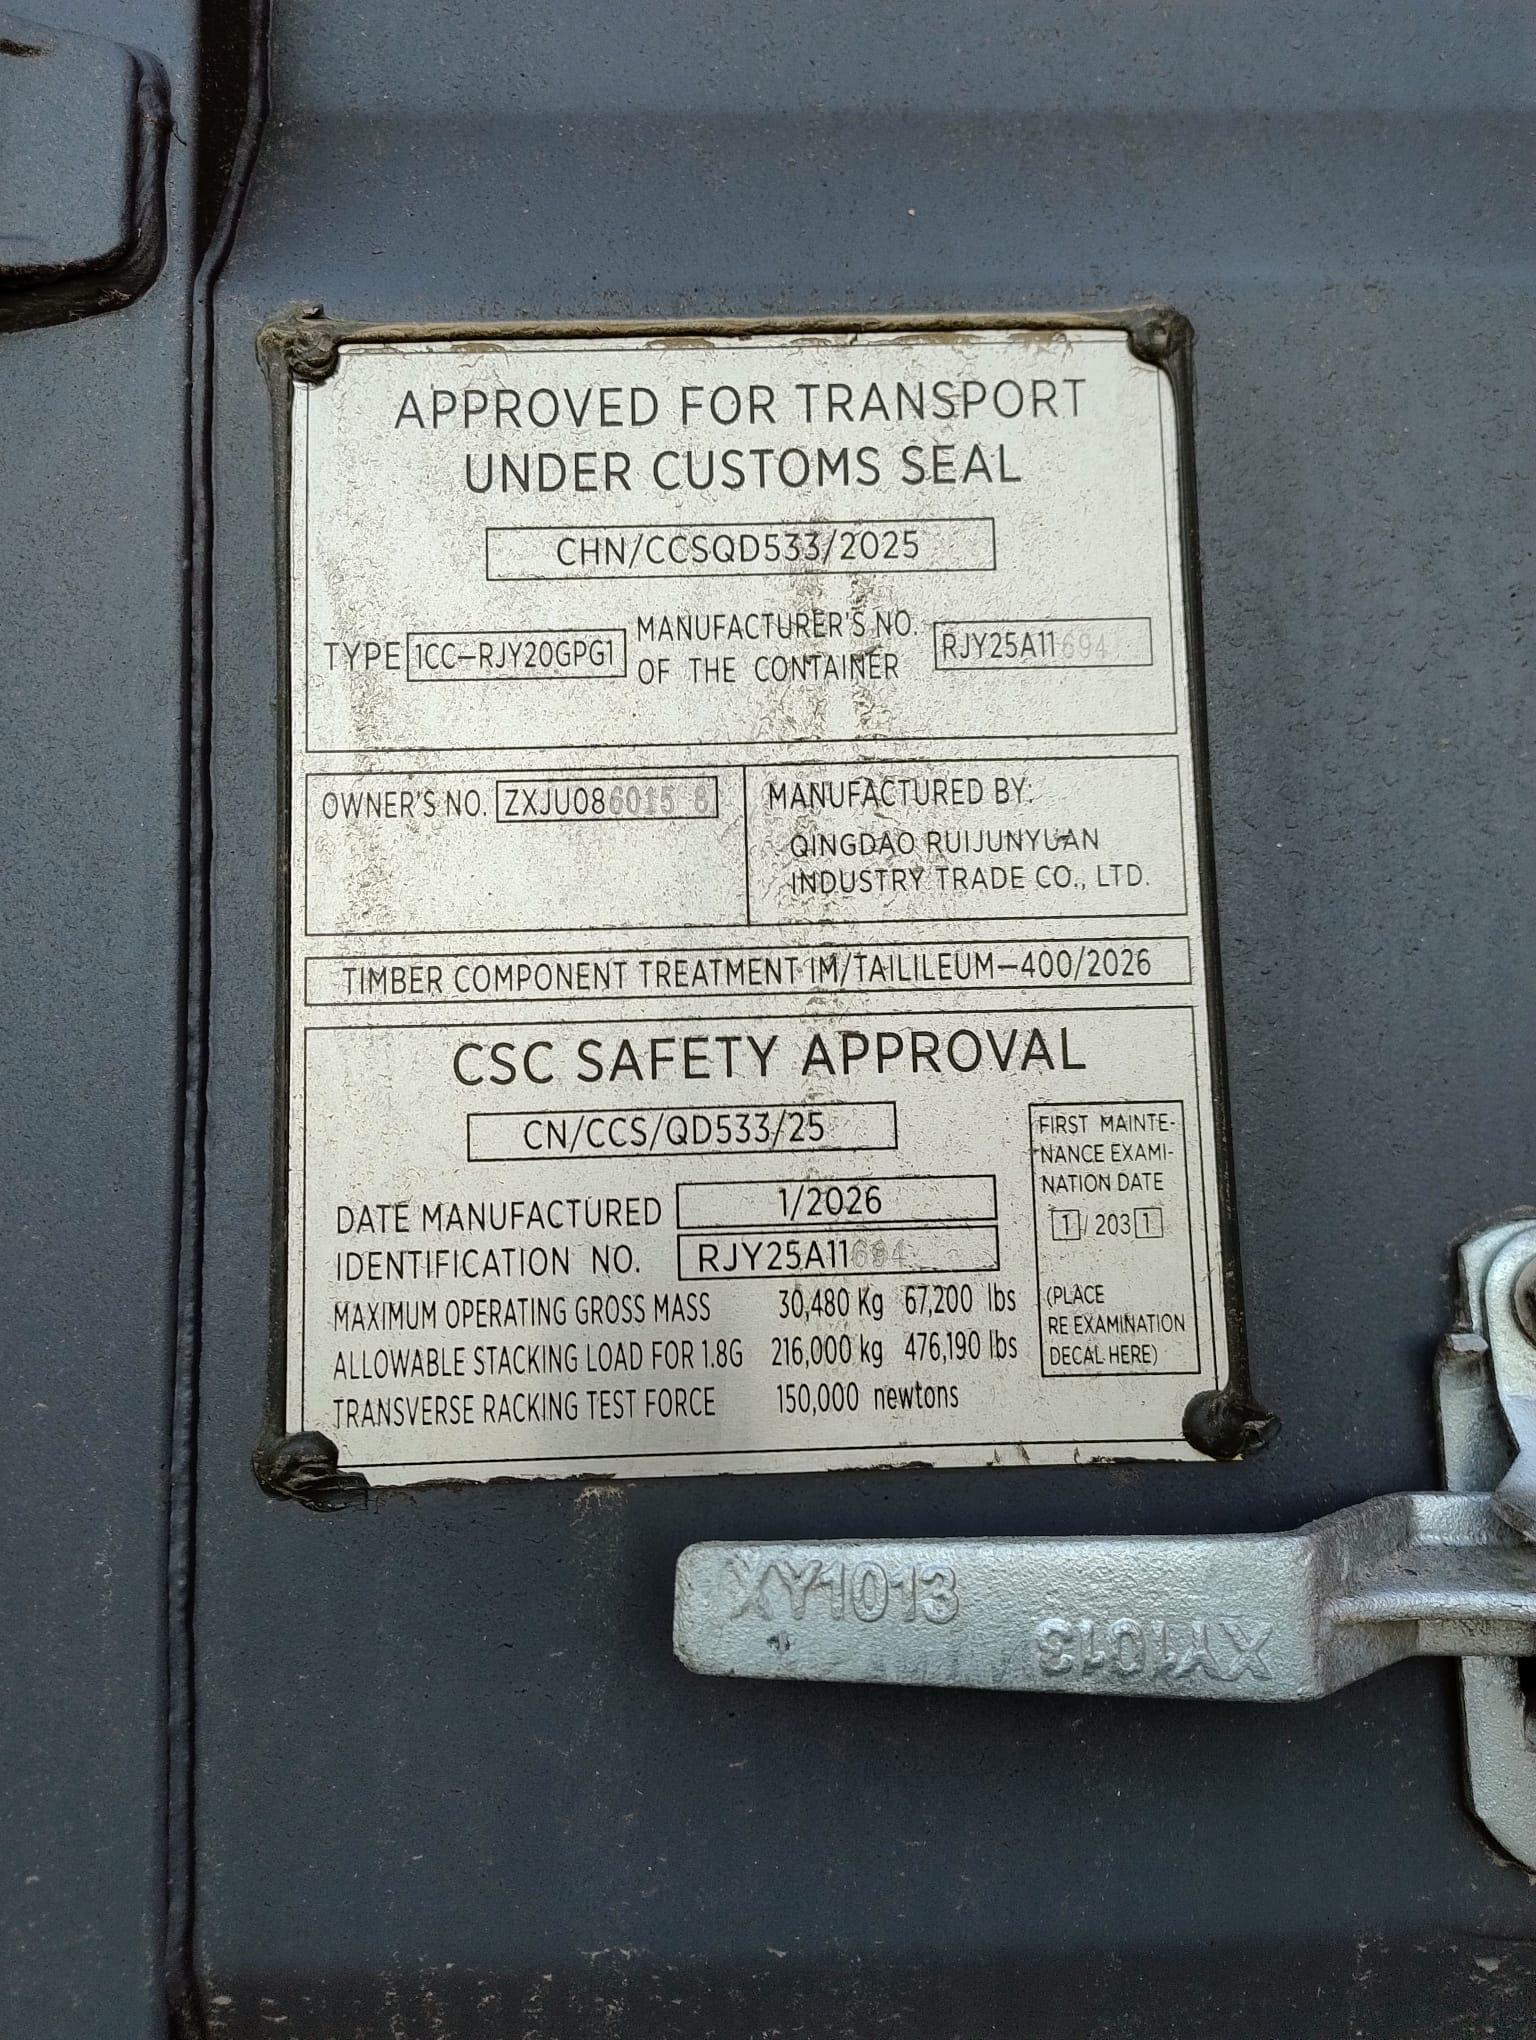 APPROVED FOR TRANSPORT
UNDER CUSTOMS SEAL
CHN/CCSQD533/2025
TYPE 1CC-RJY20GPG1 MANUFACTURER'S NO. OF THE CONTAINER RJY25A11694
OWNER'S NO. ZXJU086015 8
MANUFACTURED BY:
QINGDAO RUIJUNYUAN
INDUSTRY TRADE CO., LTD.
TIMBER COMPONENT TREATMENT IM/TAILILEUM-400/2026
CSC SAFETY APPROVAL
CN/CCS/QD533/25
DATE MANUFACTURED 1/2026
IDENTIFICATION NO. RJY25A11694
MAXIMUM OPERATING GROSS MASS 30,480 Kg 67,200 lbs
ALLOWABLE STACKING LOAD FOR 1.8G 216,000 kg 476,190 lbs
TRANSVERSE RACKING TEST FORCE 150,000 newtons
FIRST MAINTE-
NANCE EXAMI-
NATION DATE
1 / 203 1
(PLACE
RE EXAMINATION
DECAL HERE)
XY1013
XY1013